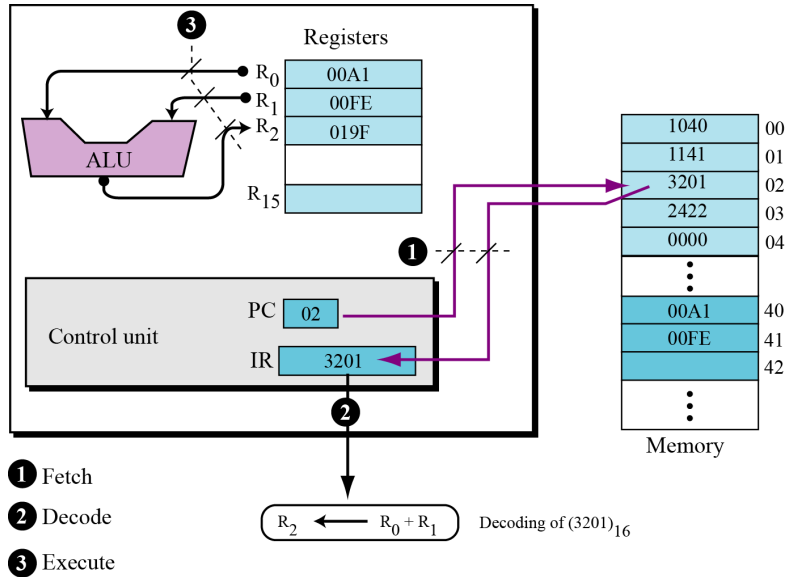 3
Registers
R0 00A1
R1 00FE
R2 019F
R15
ALU
1040 00
1141 01
3201 02
2422 03
0000 04
00A1 40
00FE 41
42
Memory
1
Control unit
PC 02
IR 3201
2
1 Fetch
2 Decode
3 Execute
R2 ← R0 + R1
Decoding of (3201)16